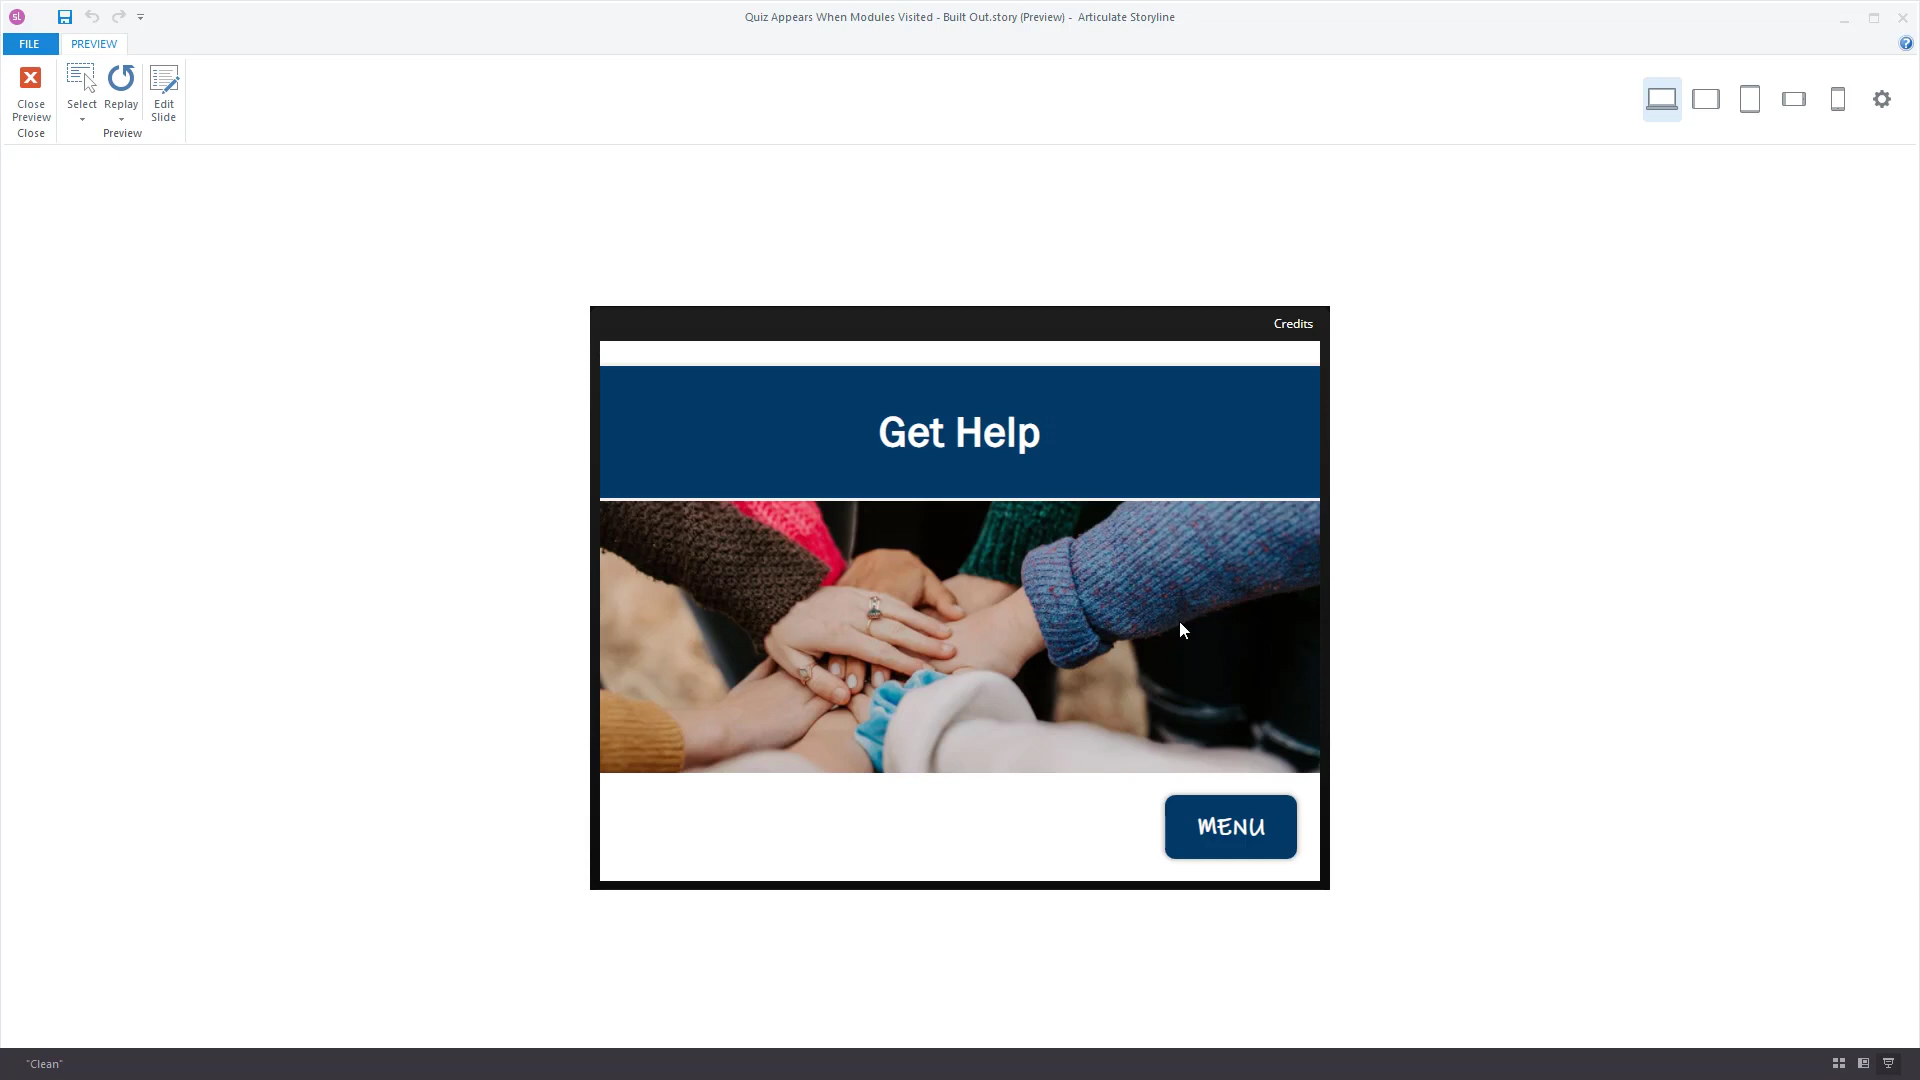 sl
Quiz Appears When Modules Visited - Built Out.story (Preview) - Articulate Storyline
FILE
PREVIEW
?
Close
Preview
Select
Replay
Edit
Slide
Close
Preview
Credits
Get Help
MENU
"Clean"